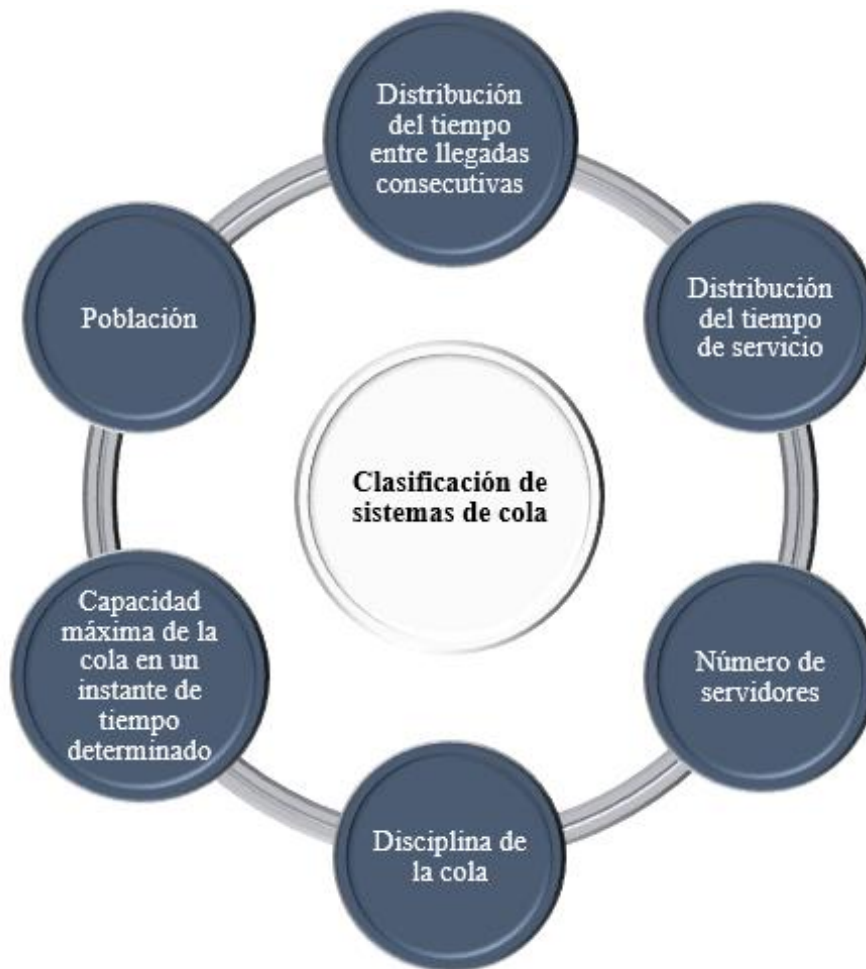 Distribución
del tiempo
entre llegadas
consecutivas
Distribución
del tiempo
de servicio
Número de
servidores
Disciplina de
la cola
Capacidad
máxima de la
cola en un
instante de
tiempo
determinado
Población
Clasificación de
sistemas de cola